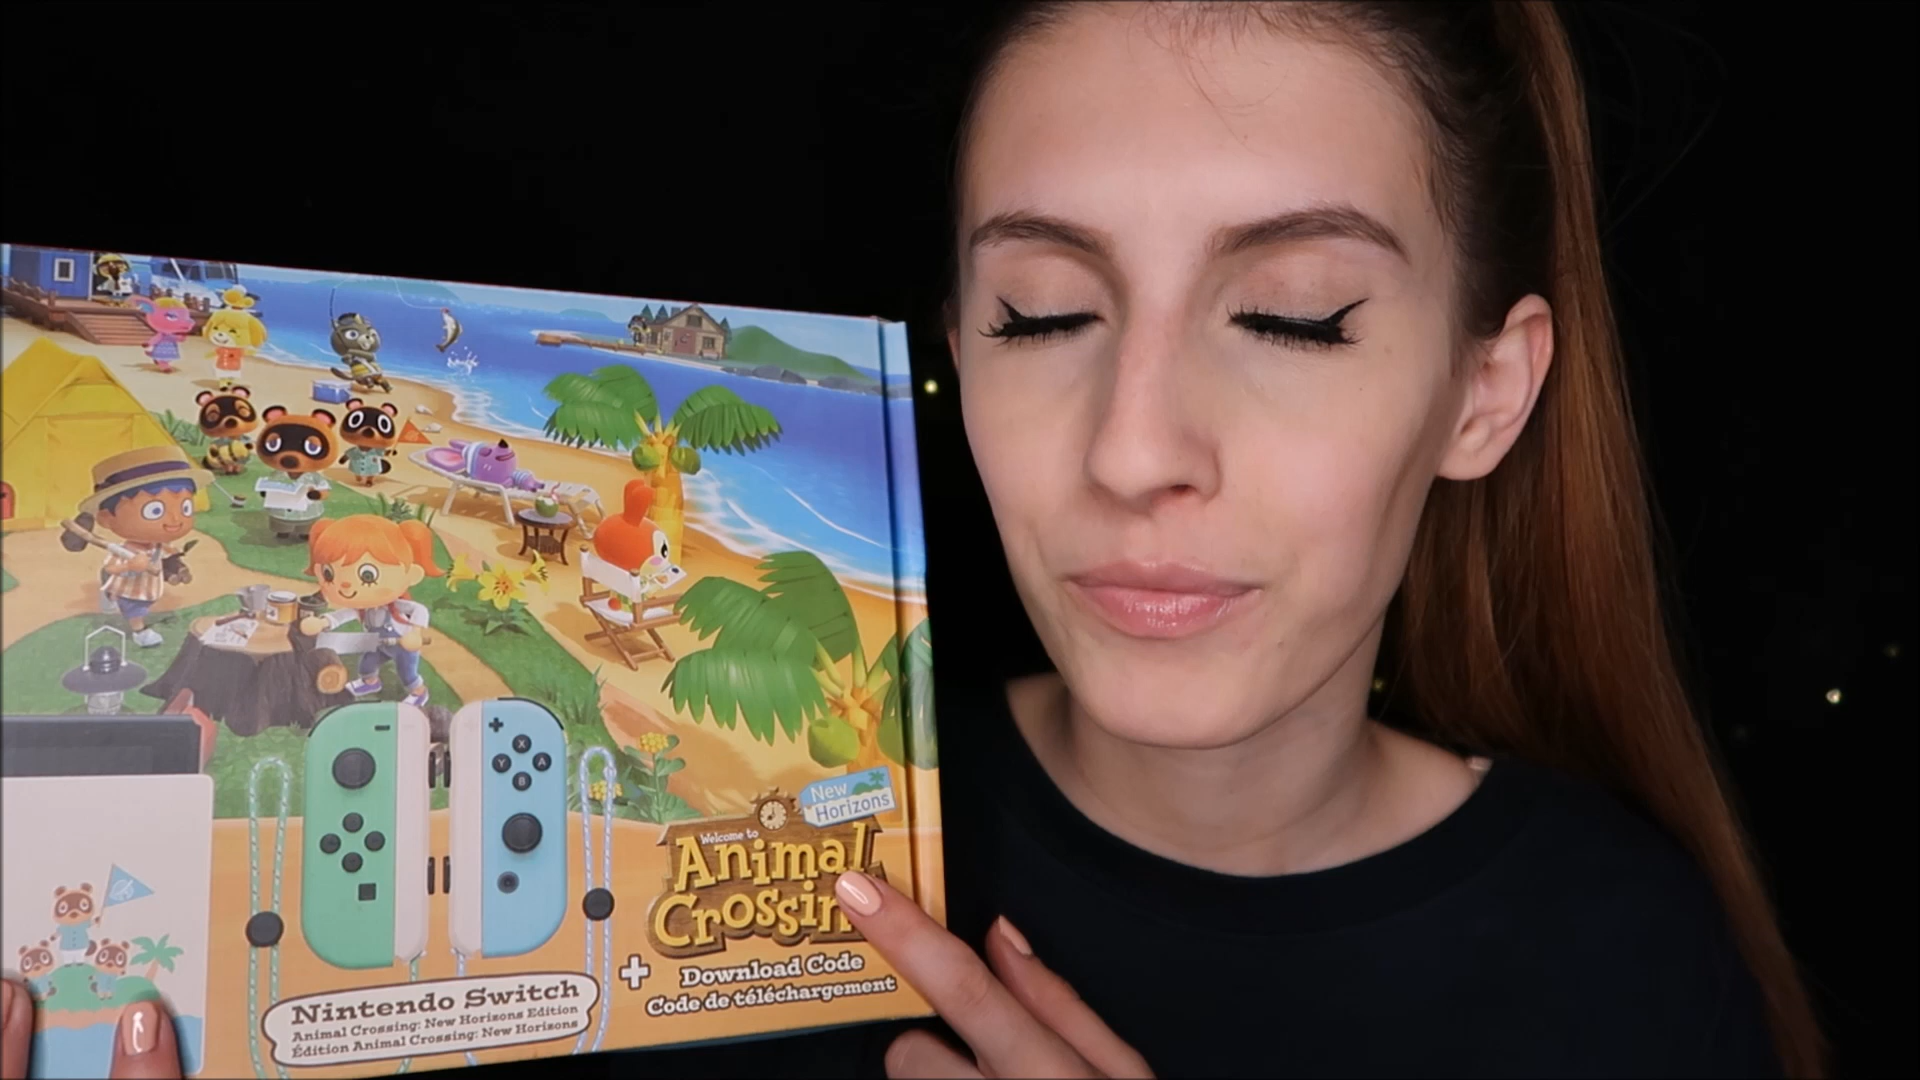 New
Horizons
Welcome to
Animal
Crossin
+ Download Code
Code de téléchargement
Nintendo Switch
Animal Crossing: New Horizons Edition
Édition Animal Crossing: New Horizons
X
Y A
B